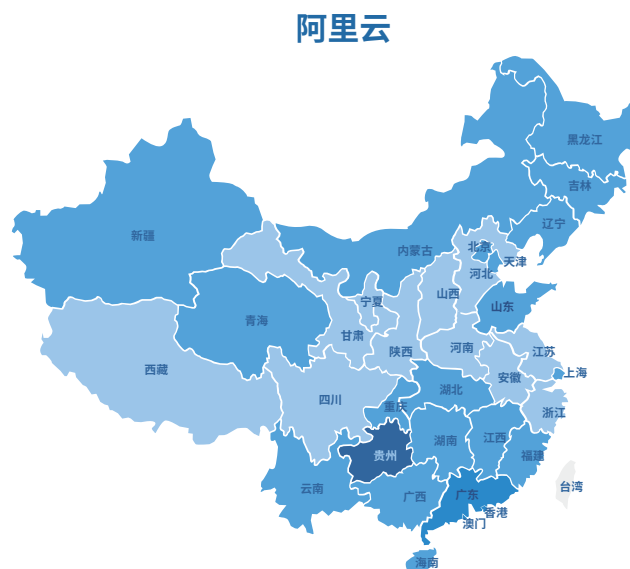 阿里云
黑龙江
吉林
新疆
辽宁
内蒙古
北京
天津
河北
宁夏
山西
山东
青海
甘肃
陕西
河南
江苏
西藏
上海
安徽
四川
湖北
重庆
浙江
湖南
江西
贵州
福建
云南
台湾
广西
广东
香港
澳门
海南